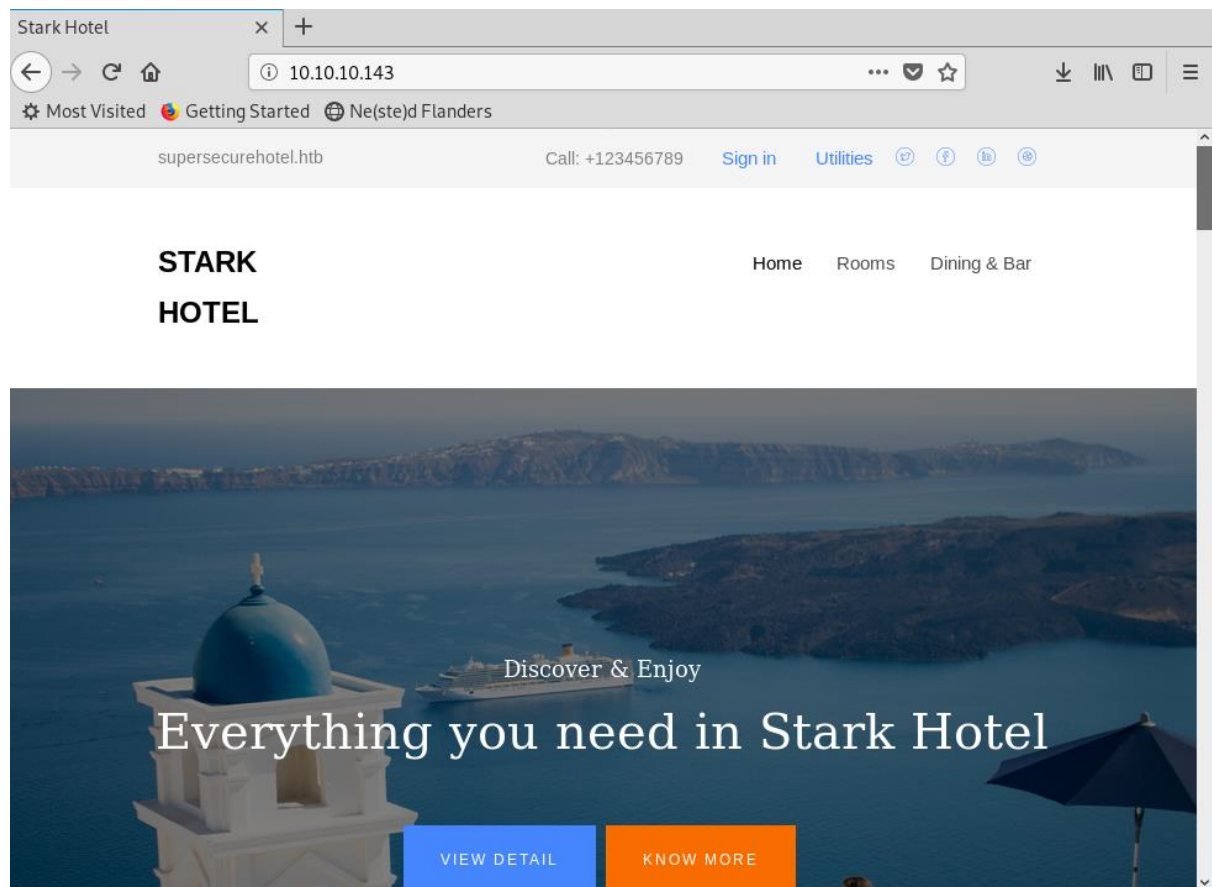 Stark Hotel
10.10.10.143
Most Visited Getting Started Ne(ste)d Flanders
supersecurehotel.htb Call: +123456789 Sign in Utilities
STARK
HOTEL
Home Rooms Dining & Bar
Discover & Enjoy
Everything you need in Stark Hotel
VIEW DETAIL KNOW MORE